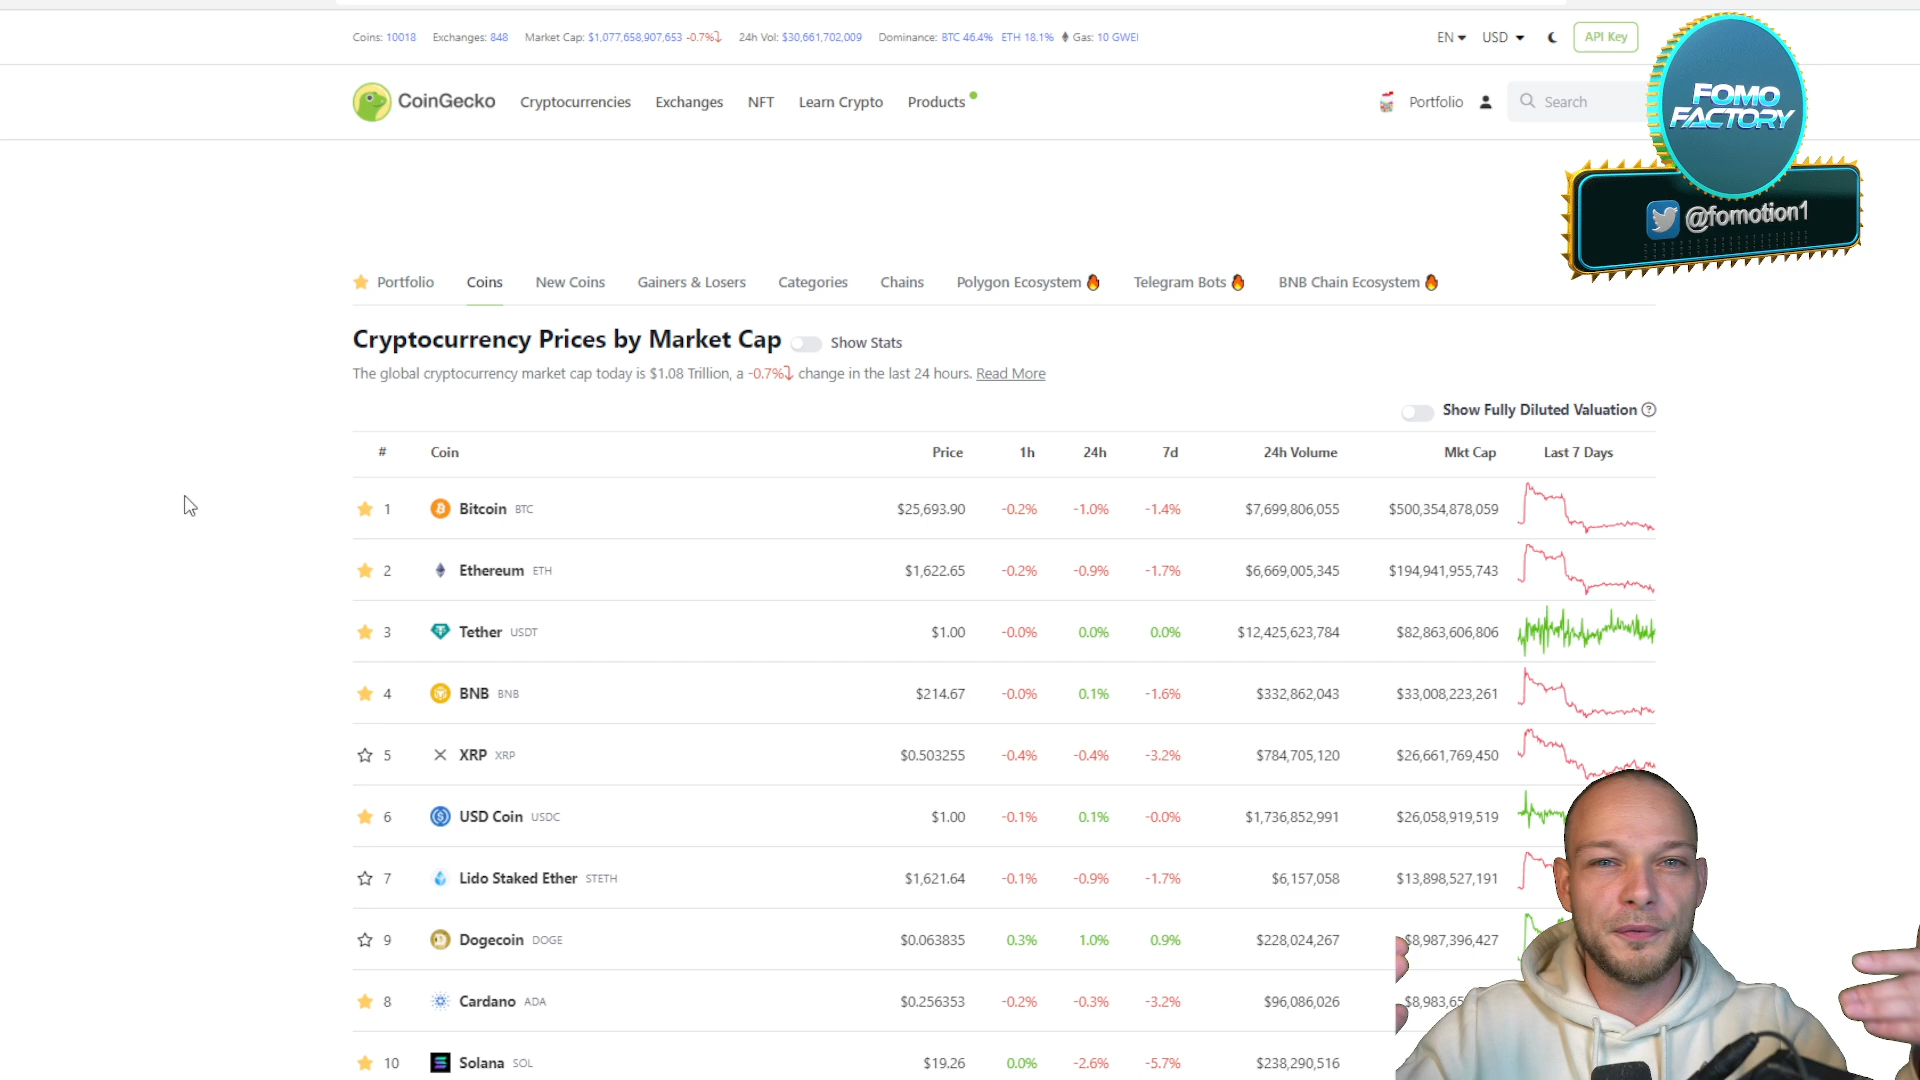 Coins: 10018 Exchanges: 848 Market Cap: $1,077,658,907,653 -0.7% 24h Vol: $30,661,702,009 Dominance: BTC 46.4% ETH 18.1% Gas: 10 GWEI
EN USD API Key
CoinGecko Cryptocurrencies Exchanges NFT Learn Crypto Products Portfolio Search
FOMO
FACTORY
@fomotion1
Portfolio Coins New Coins Gainers & Losers Categories Chains Polygon Ecosystem Telegram Bots BNB Chain Ecosystem
Cryptocurrency Prices by Market Cap Show Stats
The global cryptocurrency market cap today is $1.08 Trillion, a -0.7% change in the last 24 hours. Read More
Show Fully Diluted Valuation
# Coin Price 1h 24h 7d 24h Volume Mkt Cap Last 7 Days
1 Bitcoin BTC $25,693.90 -0.2% -1.0% -1.4% $7,699,806,055 $500,354,878,059
2 Ethereum ETH $1,622.65 -0.2% -0.9% -1.7% $6,669,005,345 $194,941,955,743
3 Tether USDT $1.00 -0.0% 0.0% 0.0% $12,425,623,784 $82,863,606,806
4 BNB BNB $214.67 -0.0% 0.1% -1.6% $332,862,043 $33,008,223,261
5 XRP XRP $0.503255 -0.4% -0.4% -3.2% $784,705,120 $26,661,769,450
6 USD Coin USDC $1.00 -0.1% 0.1% -0.0% $1,736,852,991 $26,058,919,519
7 Lido Staked Ether STETH $1,621.64 -0.1% -0.9% -1.7% $6,157,058 $13,898,527,191
9 Dogecoin DOGE $0.063835 0.3% 1.0% 0.9% $228,024,267 $8,987,396,427
8 Cardano ADA $0.256353 -0.2% -0.3% -3.2% $96,086,026 $8,983,65
10 Solana SOL $19.26 0.0% -2.6% -5.7% $238,290,516